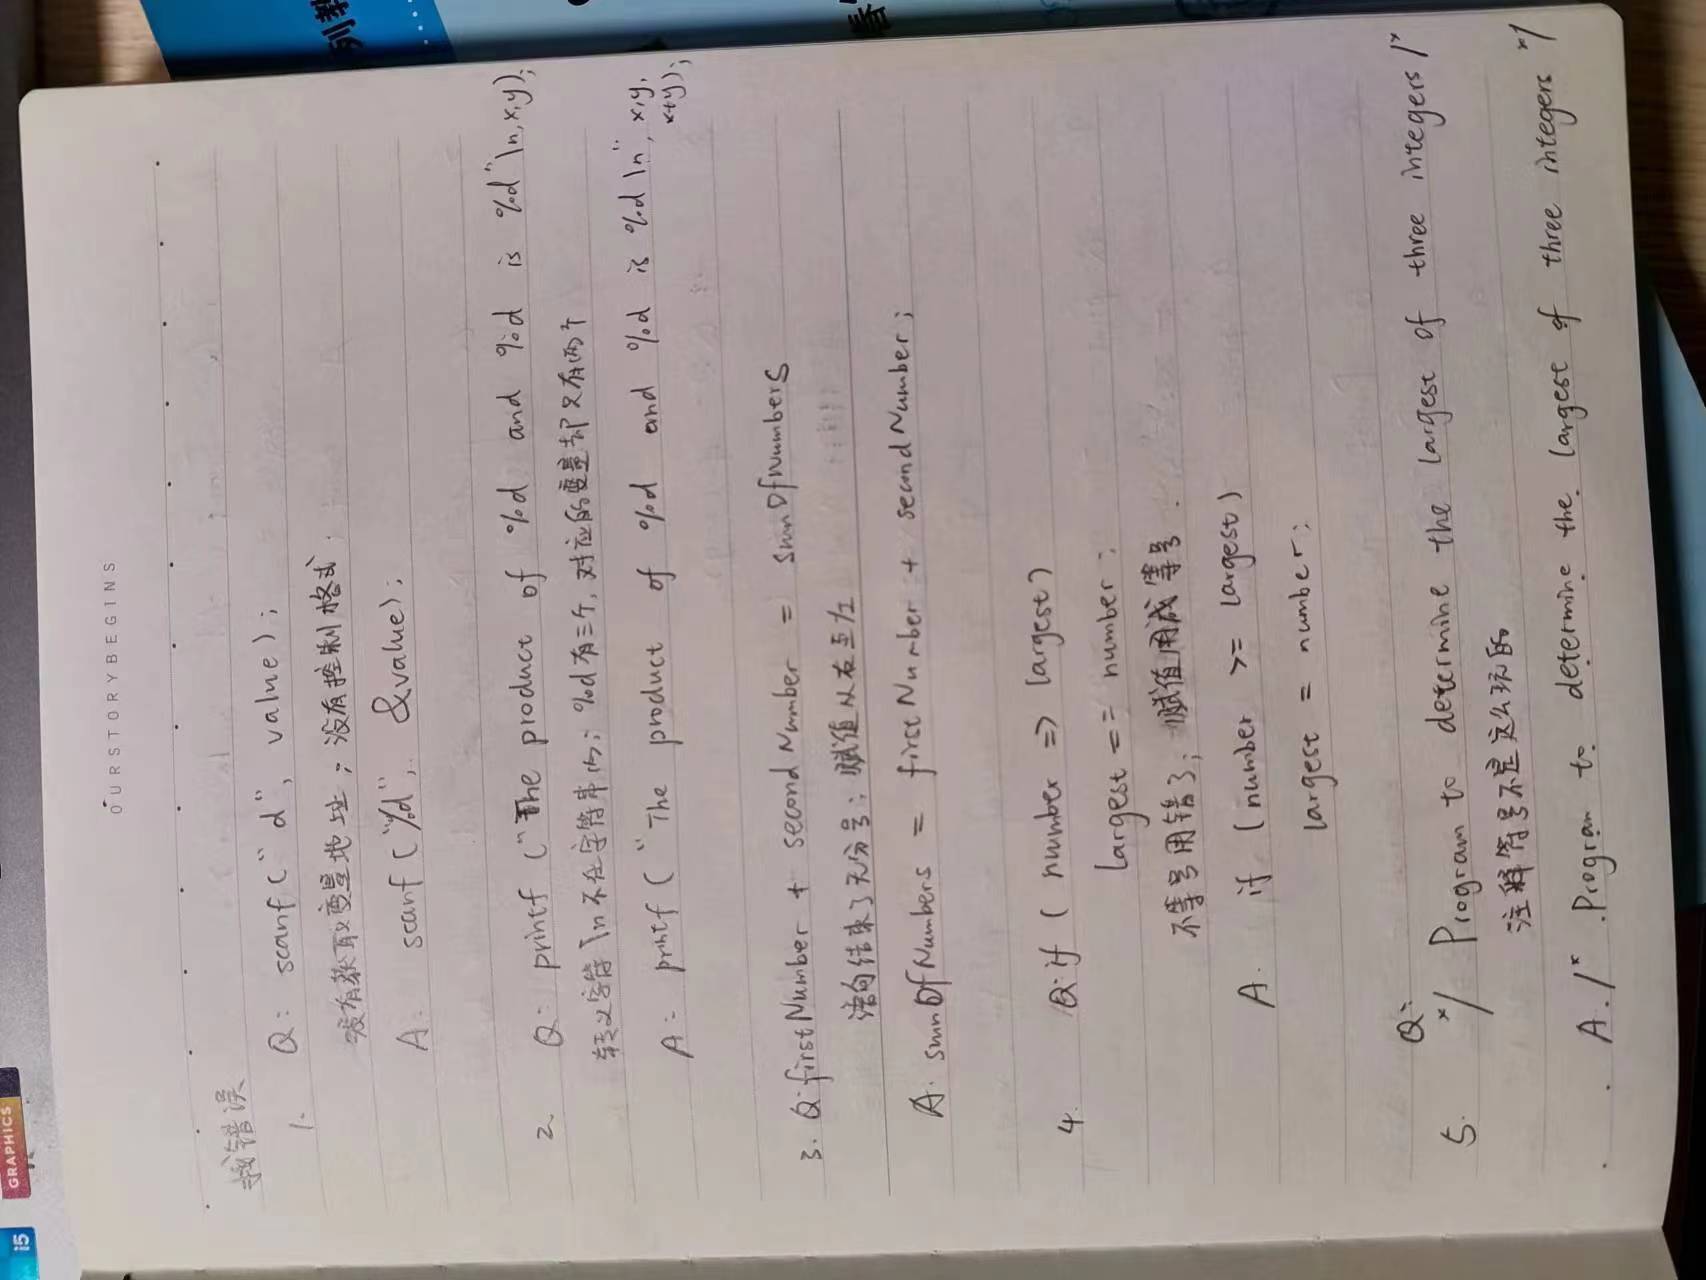 OURSTORYBEGINS
找错误
1. Q: scanf("d", value);
没有获取变量地址; 没有控制格式.
A: scanf("%d", &value);
2. Q: printf("The product of %d and %d is %d"\n,x,y);
转义字符\n不在字符串内; %d有三个,对应的变量却只有两个
A: printf("The product of %d and %d is %d\n", x,y,
x+y);
3. Q: firstNumber + secondNumber = sumOfNumbers
语句结束了无分号; 赋值从右至左
A. sumOfNumbers = firstNumber + secondNumber;
4. Q: if (number => largest)
largest == number;
不等号用错了; 赋值用成等号.
A. if (number >= largest)
largest = number;
5. Q:
*/ Program to determine the largest of three integers /*
注释符号不是这么玩的
A. /* Program to determine the largest of three integers */
GRAPHICS
i5
列